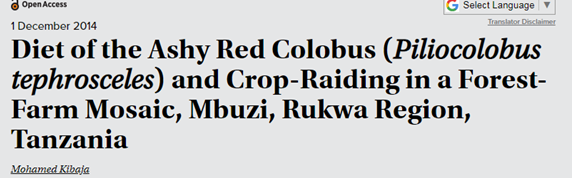 Open Access
Select Language ▼
1 December 2014
Translator Disclaimer
Diet of the Ashy Red Colobus (Piliocolobus
tephrosceles) and Crop-Raiding in a Forest-
Farm Mosaic, Mbuzi, Rukwa Region,
Tanzania
Mohamed Kibaja